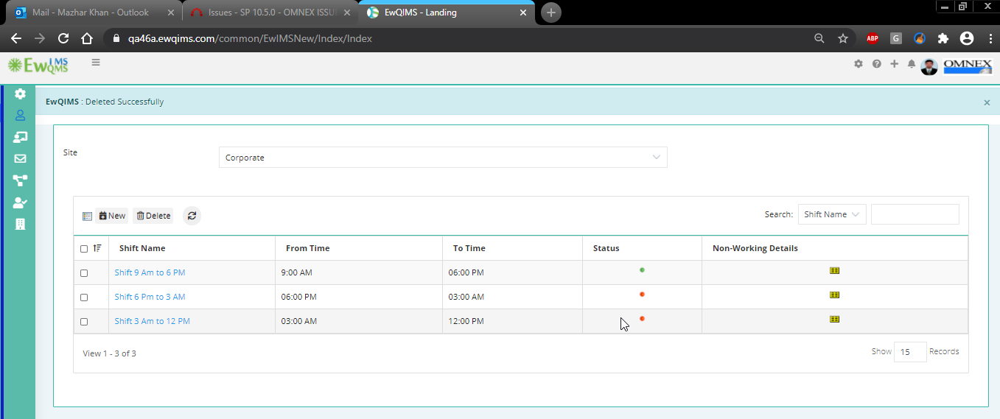 Mail - Mazhar Khan - Outlook
Issues - SP 10.5.0 - OMNEX ISSU
EwQIMS - Landing
qa46a.ewqims.com/common/EwIMSNew/Index/Index
ABP
G
EwIMS QMS
OMNEX
EwQIMS : Deleted Successfully
Site
Corporate
New
Delete
Search:
Shift Name
Shift Name From Time To Time Status Non-Working Details
Shift 9 Am to 6 PM 9:00 AM 06:00 PM
Shift 6 Pm to 3 AM 06:00 PM 03:00 AM
Shift 3 Am to 12 PM 03:00 AM 12:00 PM
View 1 - 3 of 3
Show 15 Records